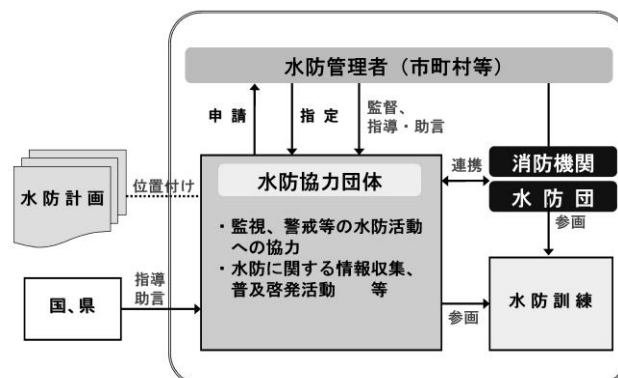 水防管理者（市町村等）
申請
指定
監督、
指導・助言
水防計画
位置付け
水防協力団体
・監視、警戒等の水防活動
への協力
・水防に関する情報収集、
普及啓発活動　　等
連携
消防機関
水防団
参画
国、県
指導
助言
参画
水防訓練